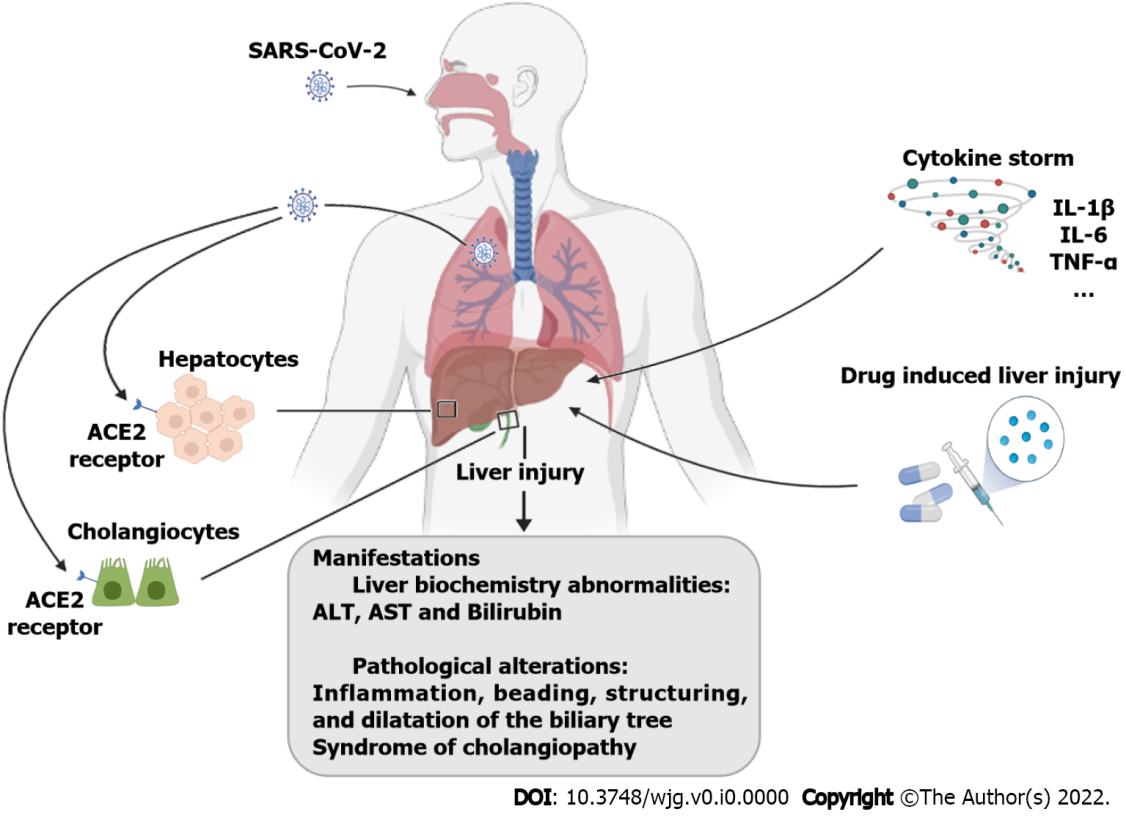 SARS-CoV-2
Cytokine storm
IL-1β
IL-6
TNF-α
...
Hepatocytes
ACE2
receptor
Drug induced liver injury
Liver injury
Cholangiocytes
ACE2
receptor
Manifestations
Liver biochemistry abnormalities:
ALT, AST and Bilirubin
Pathological alterations:
Inflammation, beading, structuring,
and dilatation of the biliary tree
Syndrome of cholangiopathy
DOI: 10.3748/wjg.v0.i0.0000 Copyright ©The Author(s) 2022.